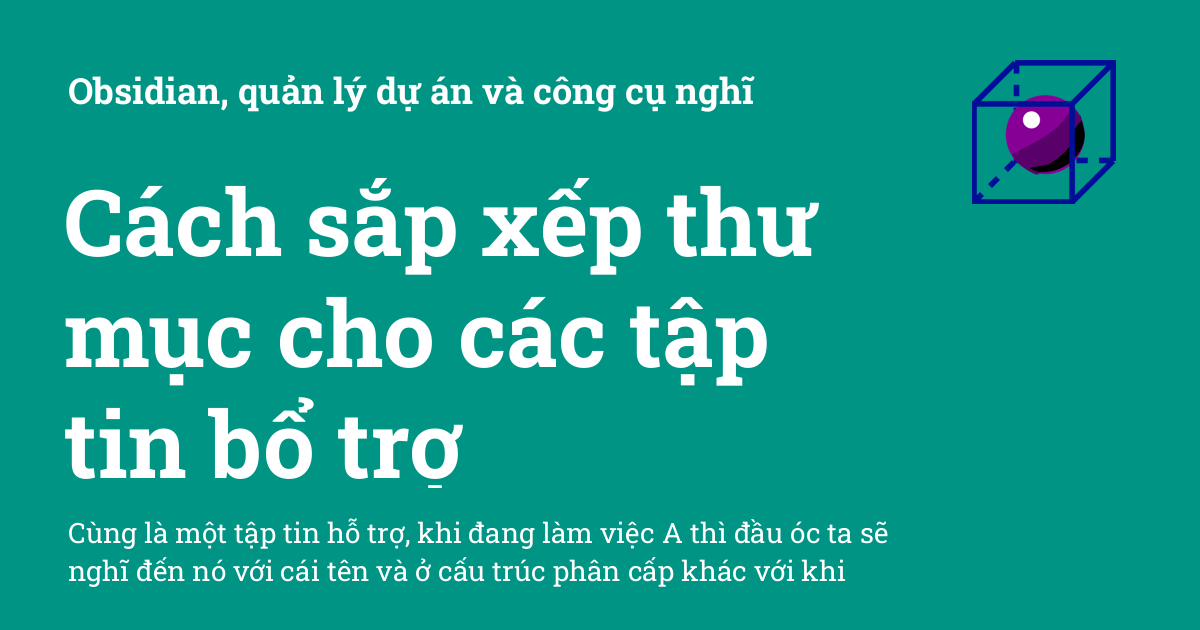 Obsidian, quản lý dự án và công cụ nghĩ
Cách sắp xếp thư
mục cho các tập
tin bổ trợ
Cùng là một tập tin hỗ trợ, khi đang làm việc A thì đầu óc ta sẽ
nghĩ đến nó với cái tên và ở cấu trúc phân cấp khác với khi